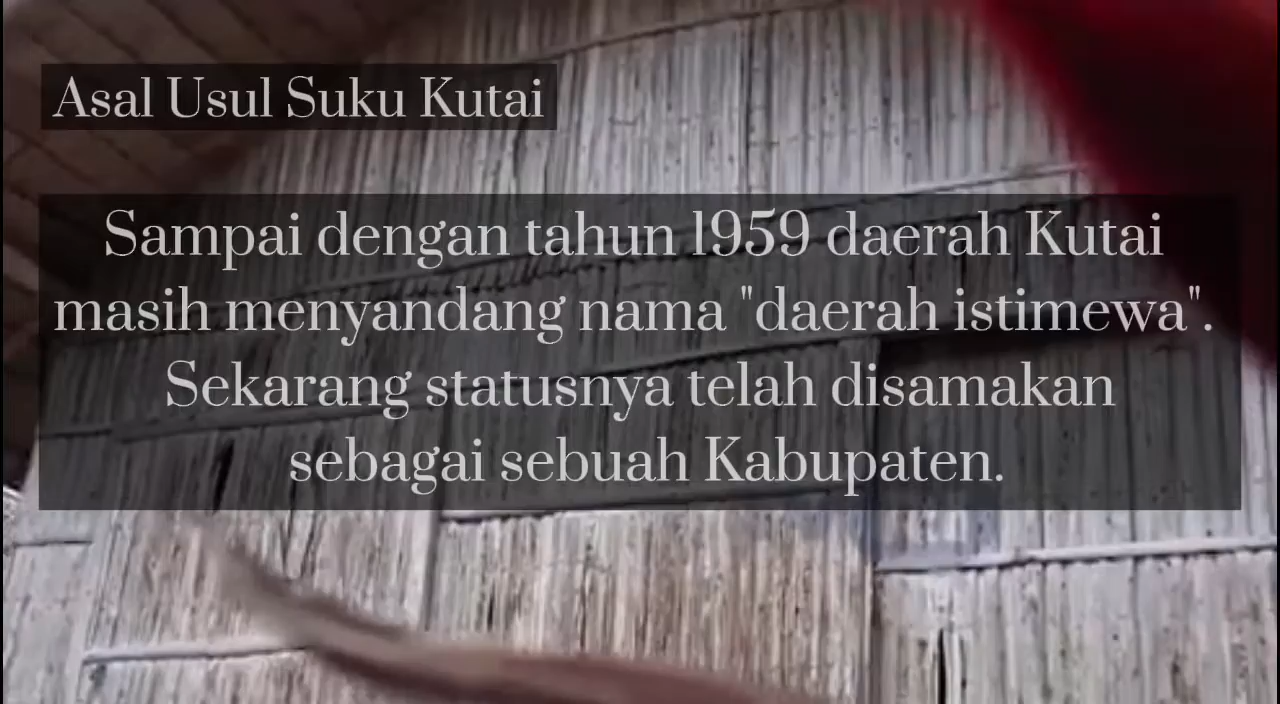 Asal Usul Suku Kutai
Sampai dengan tahun 1959 daerah Kutai
masih menyandang nama "daerah istimewa".
Sekarang statusnya telah disamakan
sebagai sebuah Kabupaten.